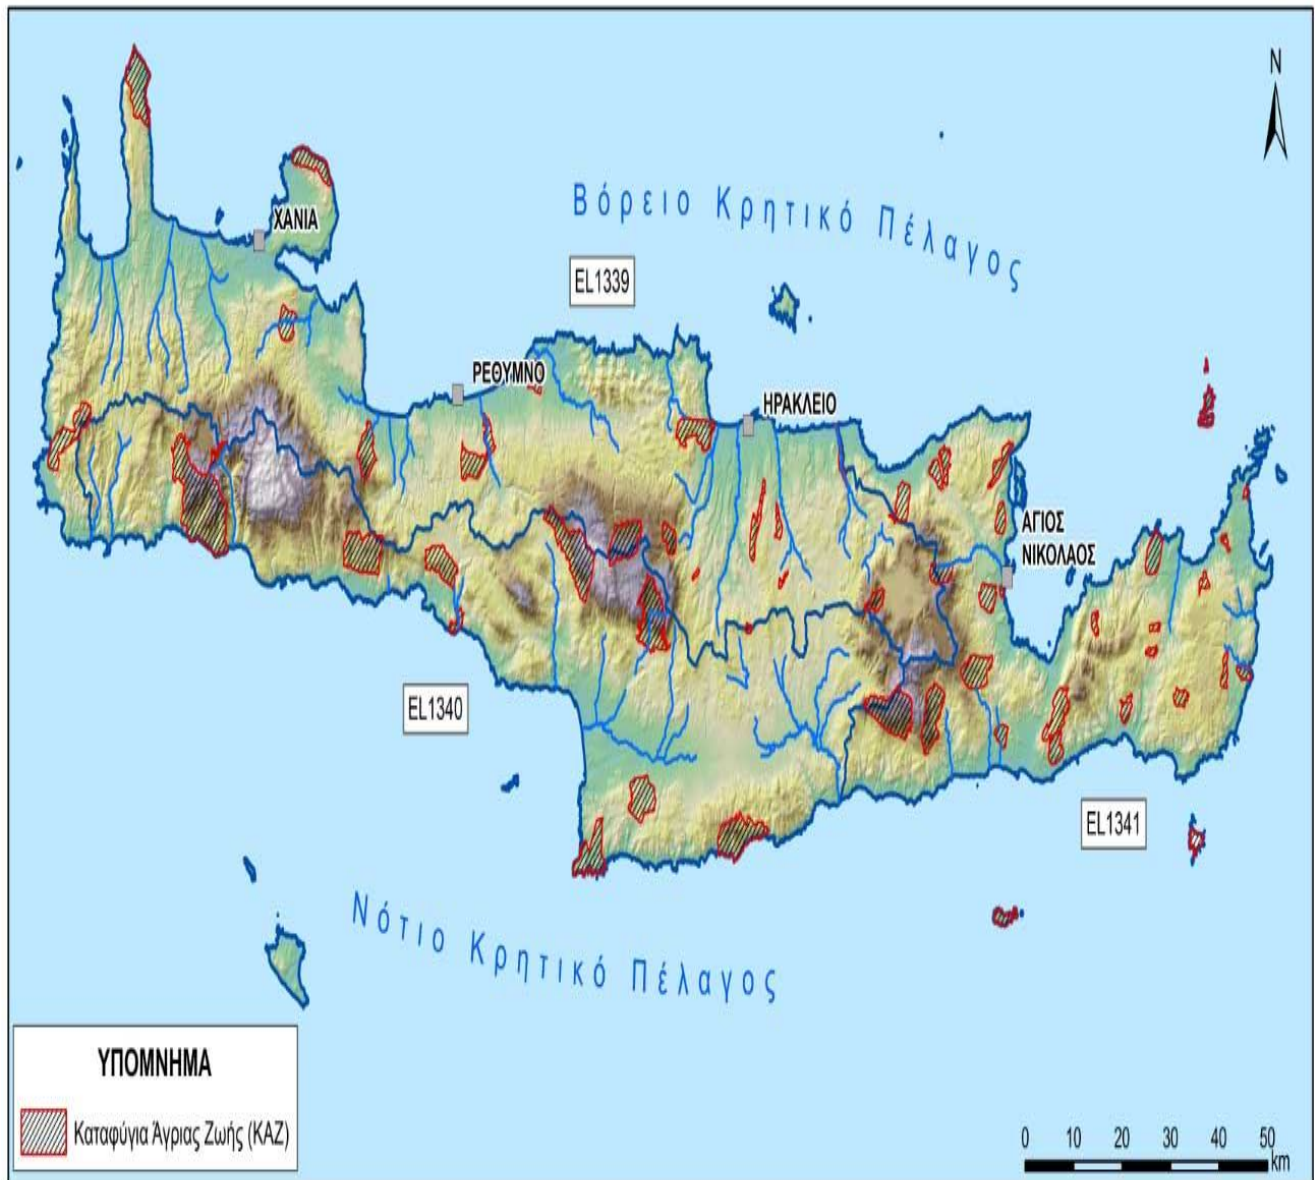 N
ΧΑΝΙΑ
Βόρειο Κρητικό Πέλαγος
EL1339
ΡΕΘΥΜΝΟ
ΗΡΑΚΛΕΙΟ
ΑΓΙΟΣ
ΝΙΚΟΛΑΟΣ
EL1340
EL1341
Νότιο Κρητικό Πέλαγος
ΥΠΟΜΝΗΜΑ
Καταφύγια Άγριας Ζωής (ΚΑΖ)
0 10 20 30 40 50
km